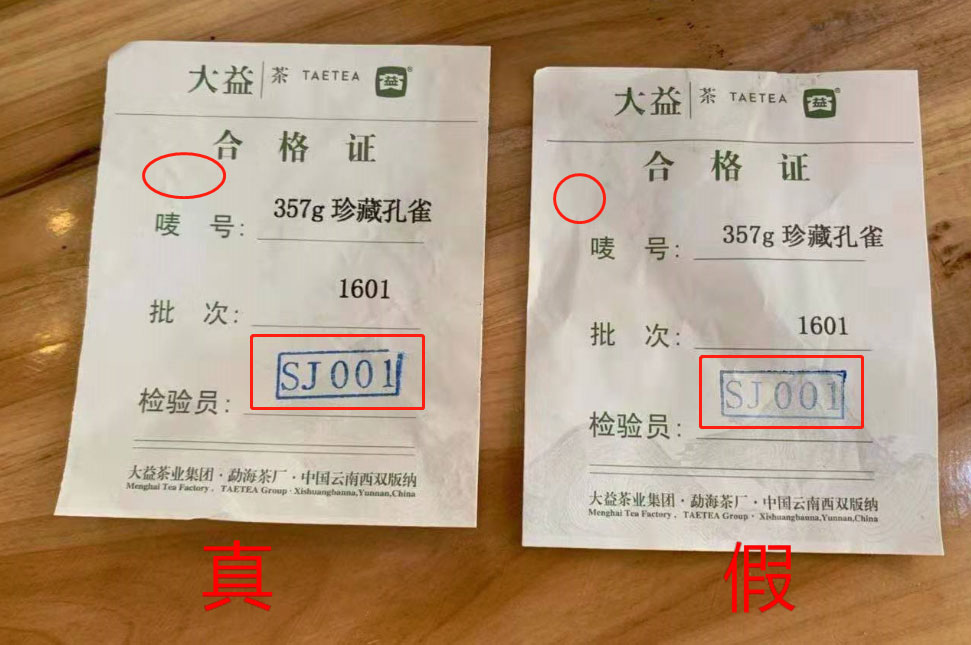 大益 茶 TAETEA 益®
合格证
唛 号: 357g 珍藏孔雀
批 次: 1601
检验员: SJ001
大益茶业集团·勐海茶厂·中国云南西双版纳
Menghai Tea Factory, TAETEA Group·Xishuangbanna,Yunnan,China
真
大益 茶 TAETEA 益®
合格证
唛 号: 357g 珍藏孔雀
批 次: 1601
检验员: SJ001
大益茶业集团·勐海茶厂·中国云南西双版纳
Menghai Tea Factory, TAETEA Group·Xishuangbanna,Yunnan,China
假